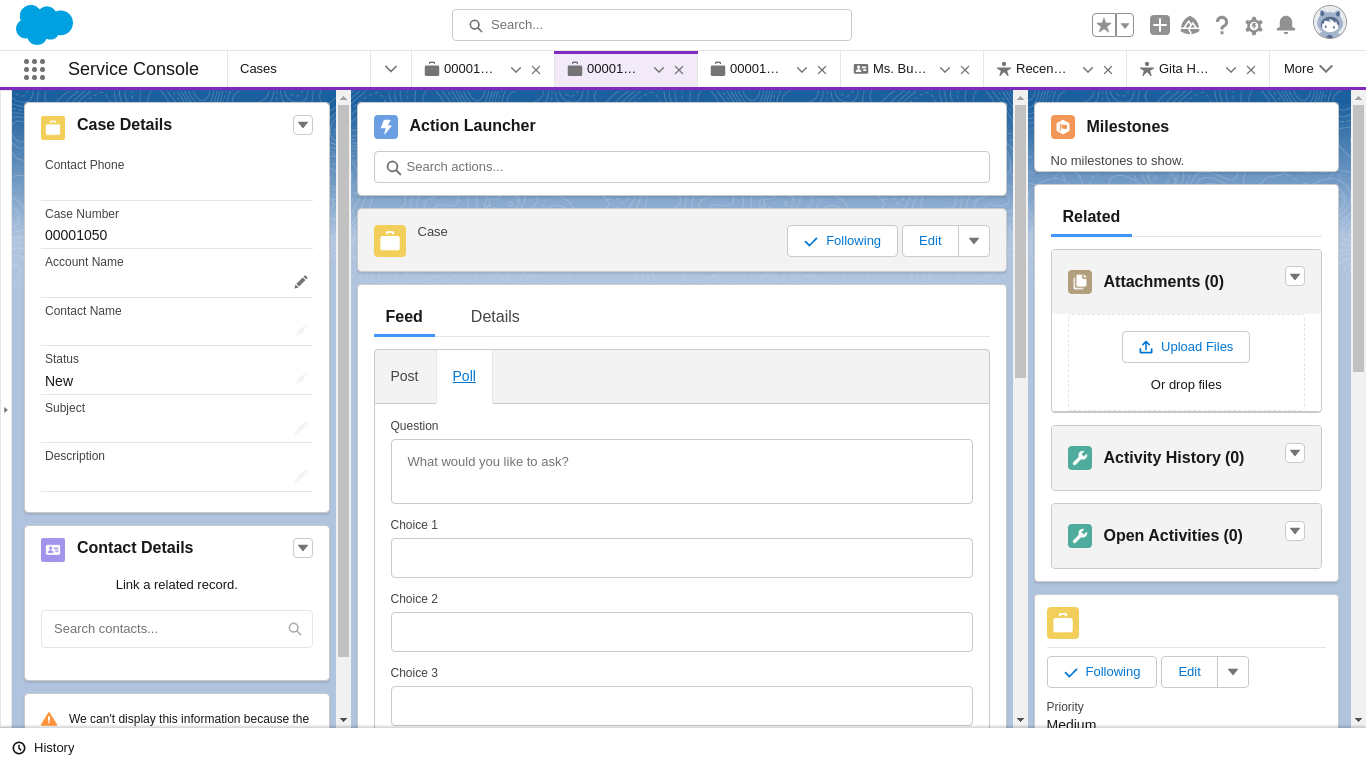 Search...
Service Console
Cases
00001…
00001…
00001…
Ms. Bu…
Recen…
Gita H…
More
Case Details
Contact Phone
Case Number
00001050
Account Name
Contact Name
Status
New
Subject
Description
Contact Details
Link a related record.
Search contacts...
We can't display this information because the
Action Launcher
Search actions...
Case
Following
Edit
Feed
Details
Post
Poll
Question
What would you like to ask?
Choice 1
Choice 2
Choice 3
Milestones
No milestones to show.
Related
Attachments (0)
Upload Files
Or drop files
Activity History (0)
Open Activities (0)
Following
Edit
Priority
Medium
History